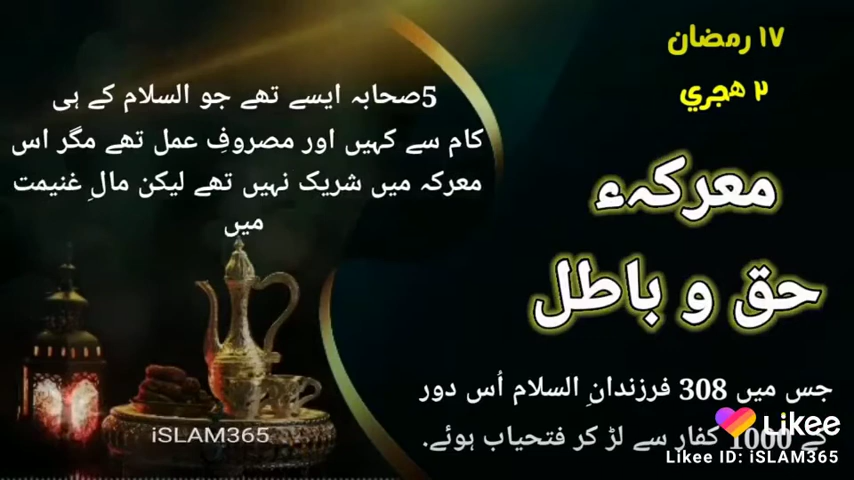 ١٧ رمضان
٢ هجري
معرکہء
حق و باطل
جس میں 308 فرزندانِ السلام اُس دور
کے 1000 کفار سے لڑ کر فتحیاب ہوئے.
5صحابہ ایسے تھے جو السلام کے ہی
کام سے کہیں اور مصروفِ عمل تھے مگر اس
معرکہ میں شریک نہیں تھے لیکن مالِ غنیمت
میں
iSLAM365
Likee
Likee ID: iSLAM365